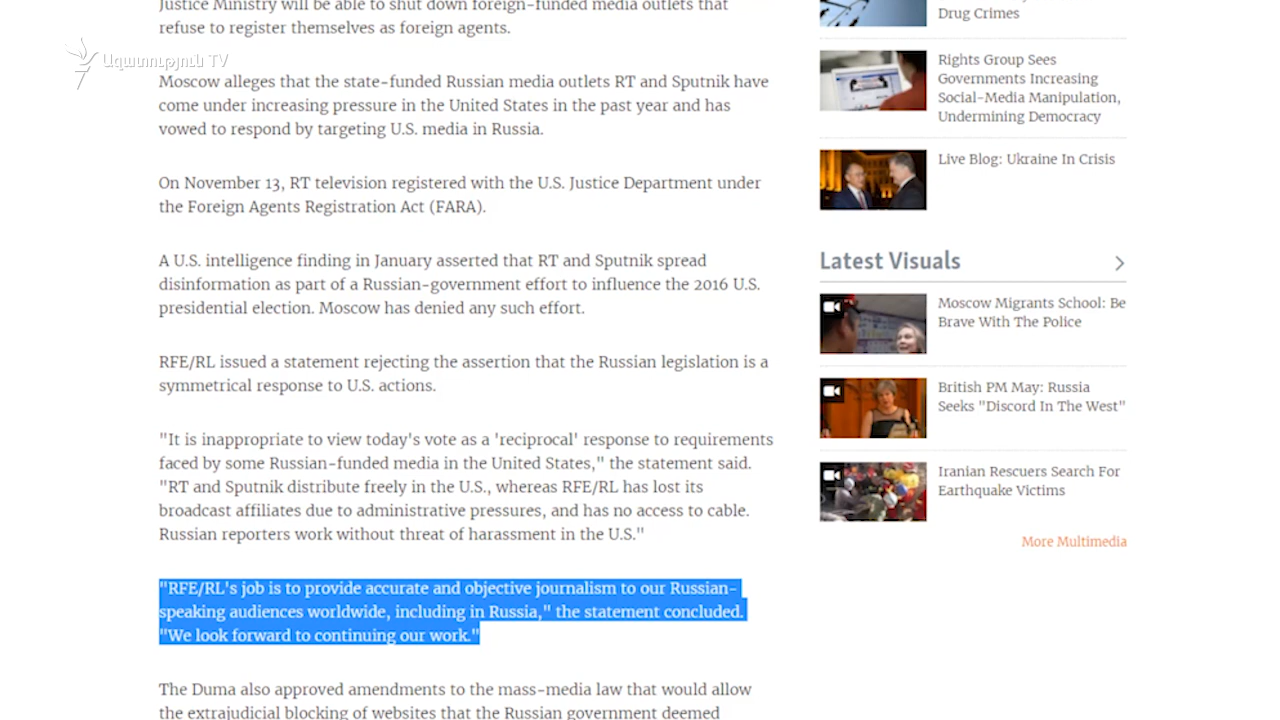 Justice Ministry will be able to shut down foreign-funded media outlets that
refuse to register themselves as foreign agents.
Ազատություն TV
Moscow alleges that the state-funded Russian media outlets RT and Sputnik have
come under increasing pressure in the United States in the past year and has
vowed to respond by targeting U.S. media in Russia.
On November 13, RT television registered with the U.S. Justice Department under
the Foreign Agents Registration Act (FARA).
A U.S. intelligence finding in January asserted that RT and Sputnik spread
disinformation as part of a Russian-government effort to influence the 2016 U.S.
presidential election. Moscow has denied any such effort.
RFE/RL issued a statement rejecting the assertion that the Russian legislation is a
symmetrical response to U.S. actions.
"It is inappropriate to view today's vote as a 'reciprocal' response to requirements
faced by some Russian-funded media in the United States," the statement said.
"RT and Sputnik distribute freely in the U.S., whereas RFE/RL has lost its
broadcast affiliates due to administrative pressures, and has no access to cable.
Russian reporters work without threat of harassment in the U.S."
"RFE/RL's job is to provide accurate and objective journalism to our Russian-
speaking audiences worldwide, including in Russia," the statement concluded.
"We look forward to continuing our work."
The Duma also approved amendments to the mass-media law that would allow
the extrajudicial blocking of websites that the Russian government deemed
Drug Crimes
Rights Group Sees
Governments Increasing
Social-Media Manipulation,
Undermining Democracy
Live Blog: Ukraine In Crisis
Latest Visuals
Moscow Migrants School: Be
Brave With The Police
British PM May: Russia
Seeks "Discord In The West"
Iranian Rescuers Search For
Earthquake Victims
More Multimedia